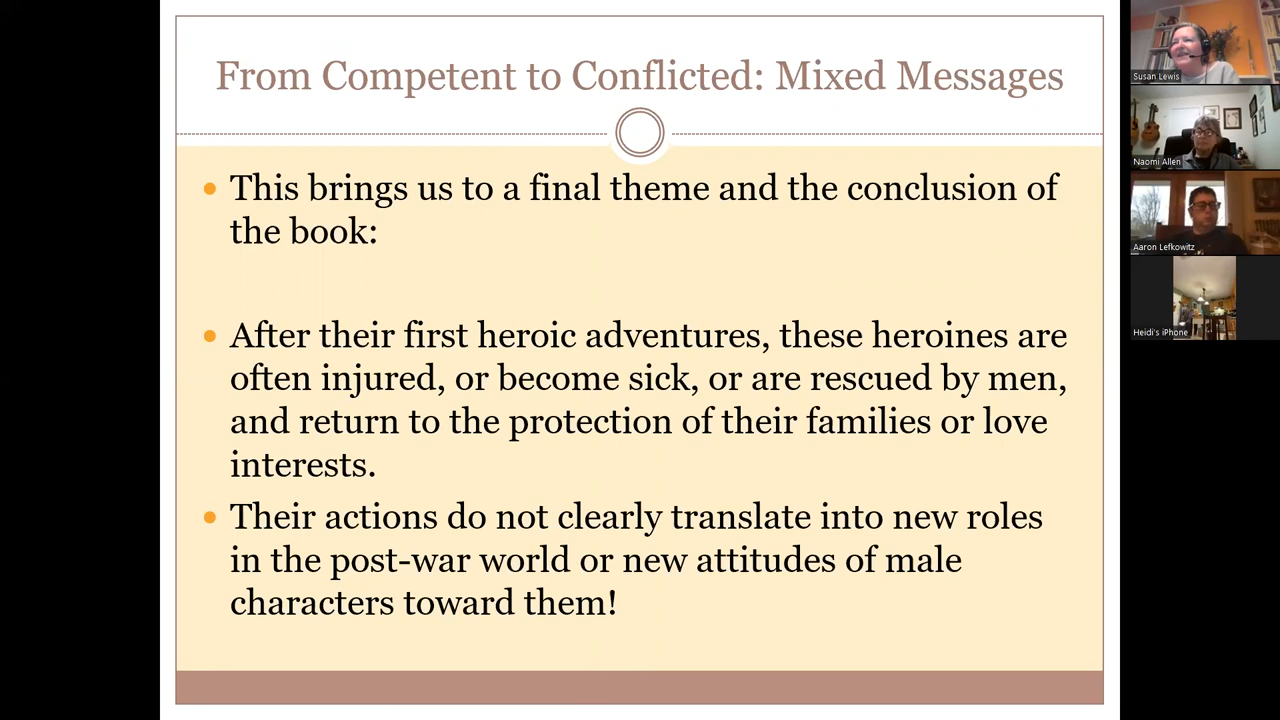 From Competent to Conflicted: Mixed Messages
This brings us to a final theme and the conclusion of
the book:
After their first heroic adventures, these heroines are
often injured, or become sick, or are rescued by men,
and return to the protection of their families or love
interests.
Their actions do not clearly translate into new roles
in the post-war world or new attitudes of male
characters toward them!
Susan Lewis
Naomi Allen
Aaron Lefkowitz
Heidi's iPhone